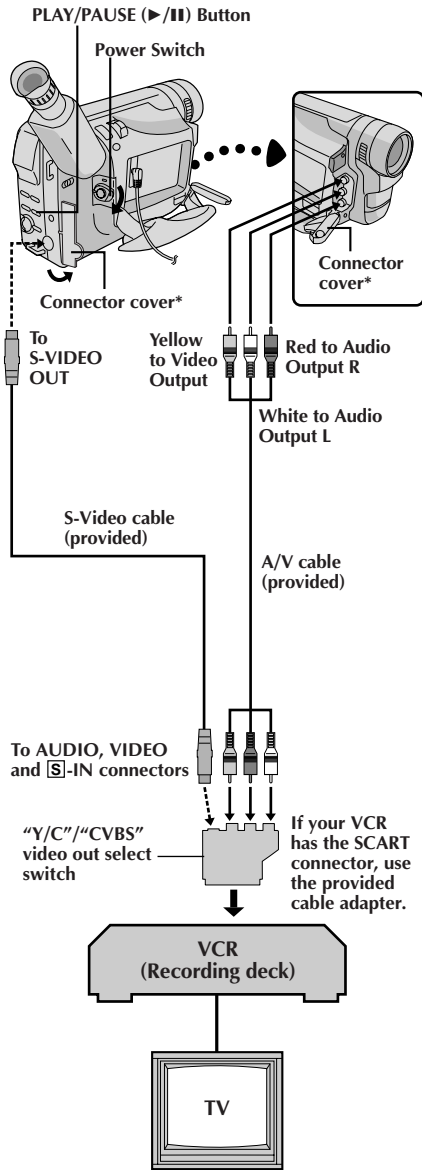 PLAY/PAUSE (►/II) Button
Power Switch
Connector cover*
Connector
cover*
To
S-VIDEO
OUT
Yellow
to Video
Output
Red to Audio
Output R
White to Audio
Output L
S-Video cable
(provided)
A/V cable
(provided)
To AUDIO, VIDEO
and S-IN connectors
“Y/C”/“CVBS”
video out select
switch
If your VCR
has the SCART
connector, use
the provided
cable adapter.
VCR
(Recording deck)
TV